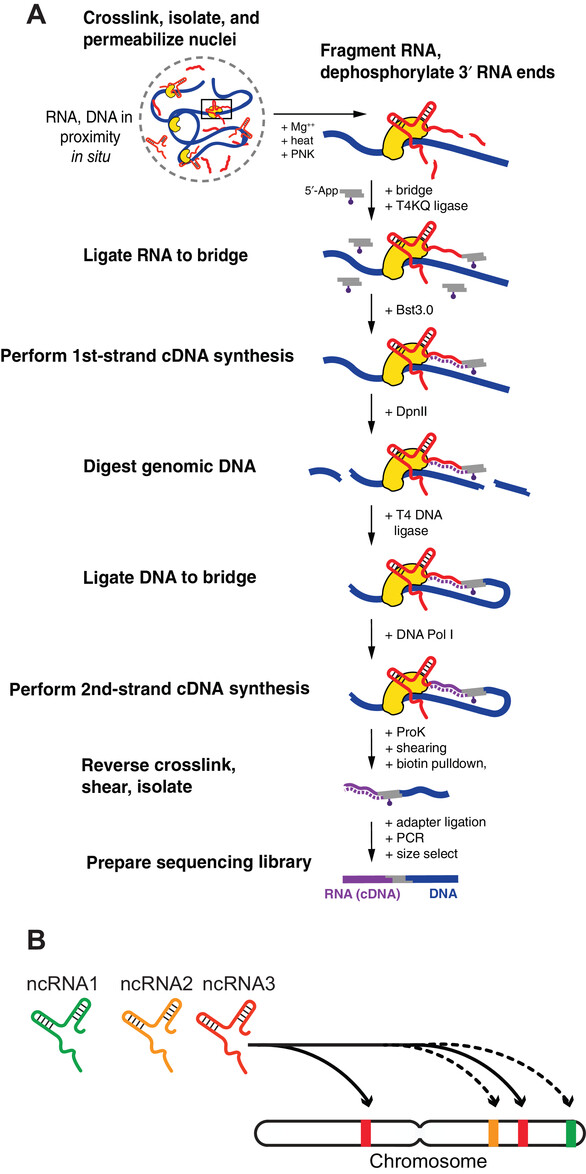 A
Crosslink, isolate, and
permeabilize nuclei
RNA, DNA in
proximity
in situ
+ Mg++
+ heat
+ PNK
Fragment RNA,
dephosphorylate 3′ RNA ends
5′-App
+ bridge
+ T4KQ ligase
Ligate RNA to bridge
+ Bst3.0
Perform 1st-strand cDNA synthesis
+ DpnII
Digest genomic DNA
+ T4 DNA
ligase
Ligate DNA to bridge
+ DNA Pol I
Perform 2nd-strand cDNA synthesis
+ ProK
+ shearing
+ biotin pulldown,
Reverse crosslink,
shear, isolate
+ adapter ligation
+ PCR
+ size select
Prepare sequencing library
RNA (cDNA)
DNA
B
ncRNA1
ncRNA2
ncRNA3
Chromosome